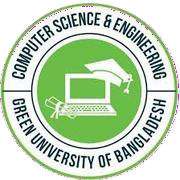 COMPUTER SCIENCE & ENGINEERING
GREEN UNIVERSITY OF BANGLADESH